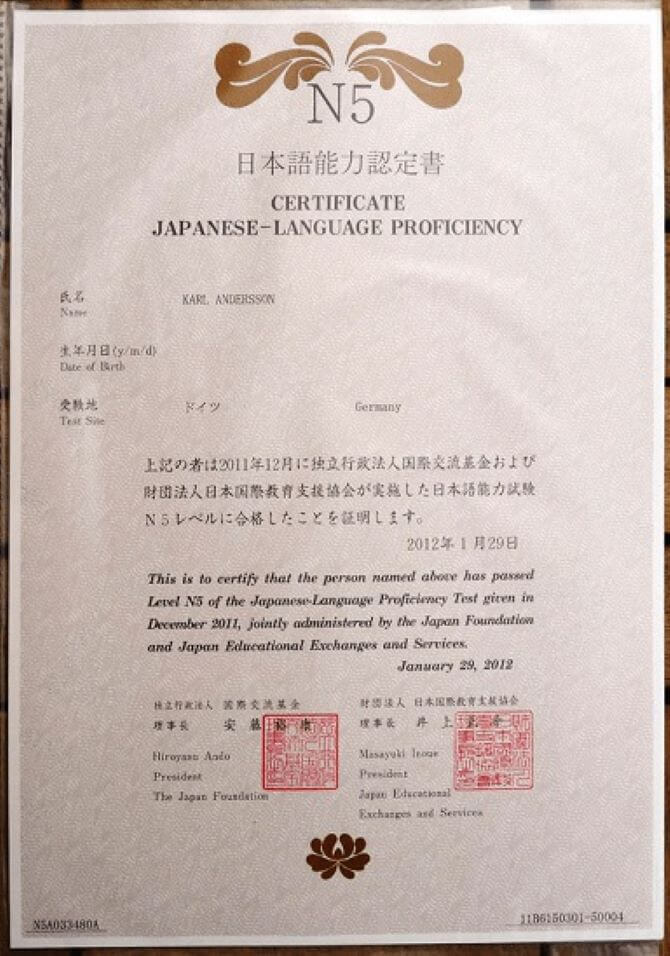 N5
日本語能力認定書
CERTIFICATE
JAPANESE-LANGUAGE PROFICIENCY
氏名 KARL ANDERSSON
Name
生年月日(y/m/d)
Date of Birth
受験地 ドイツ Germany
Test Site
上記の者は2011年12月に独立行政法人国際交流基金および
財団法人日本国際教育支援協会が実施した日本語能力試験
N5レベルに合格したことを証明します。
2012年1月29日
This is to certify that the person named above has passed
Level N5 of the Japanese-Language Proficiency Test given in
December 2011, jointly administered by the Japan Foundation
and Japan Educational Exchanges and Services.
January 29, 2012
独立行政法人 国際交流基金
理事長 安藤裕康
Hiroyasu Ando
President
The Japan Foundation
財団法人 日本国際教育支援協会
理事長 井上
Masayuki Inoue
President
Japan Educational
Exchanges and Services
N5A033480A
11B6150301-50004